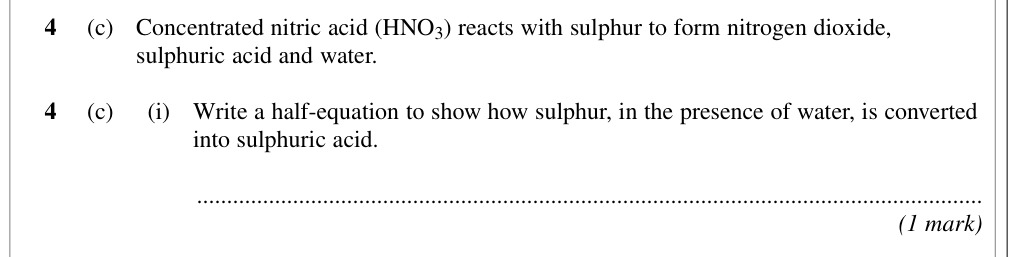 4 (c) Concentrated nitric acid (HNO₃) reacts with sulphur to form nitrogen dioxide,
sulphuric acid and water.
4 (c) (i) Write a half-equation to show how sulphur, in the presence of water, is converted
into sulphuric acid.
(1 mark)